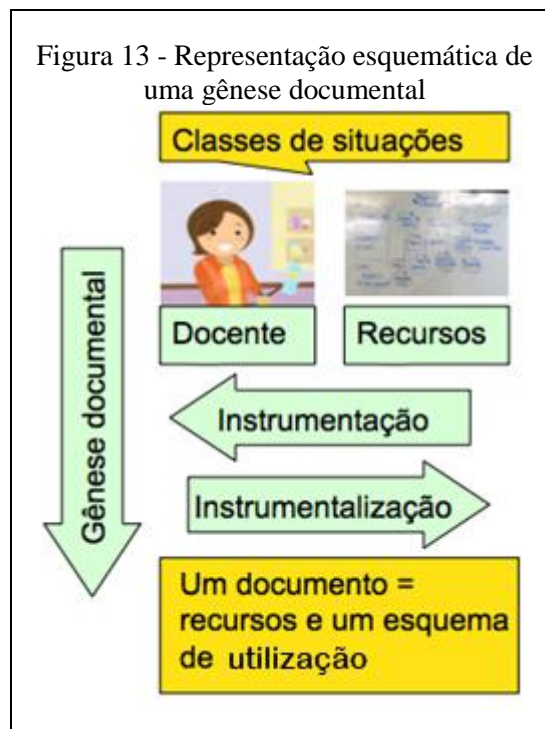 Figura 13 - Representação esquemática de
uma gênese documental
Classes de situações
Docente
Recursos
Gênese documental
Instrumentação
Instrumentalização
Um documento =
recursos e um esquema
de utilização